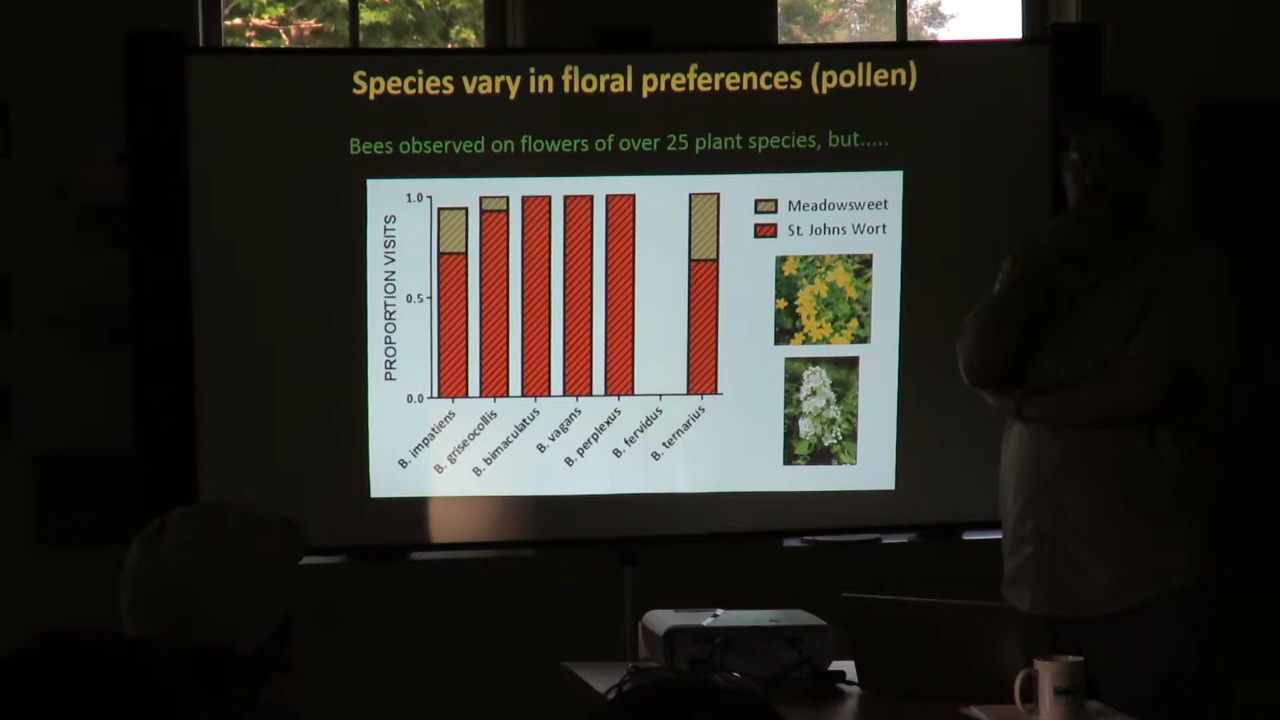 Species vary in floral preferences (pollen)
Bees observed on flowers of over 25 plant species, but.....
PROPORTION VISITS
1.0
0.5
0.0
B. impatiens
B. griseocollis
B. bimaculatus
B. vagans
B. perplexus
B. fervidus
B. ternarius
Meadowsweet
St. Johns Wort